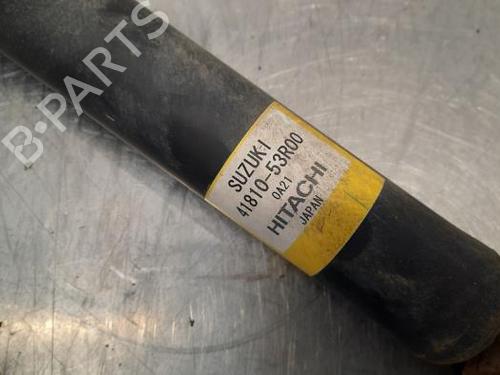 B-PARTS
SUZUKI
41810-53R00
0A21
HITACHI
JAPAN